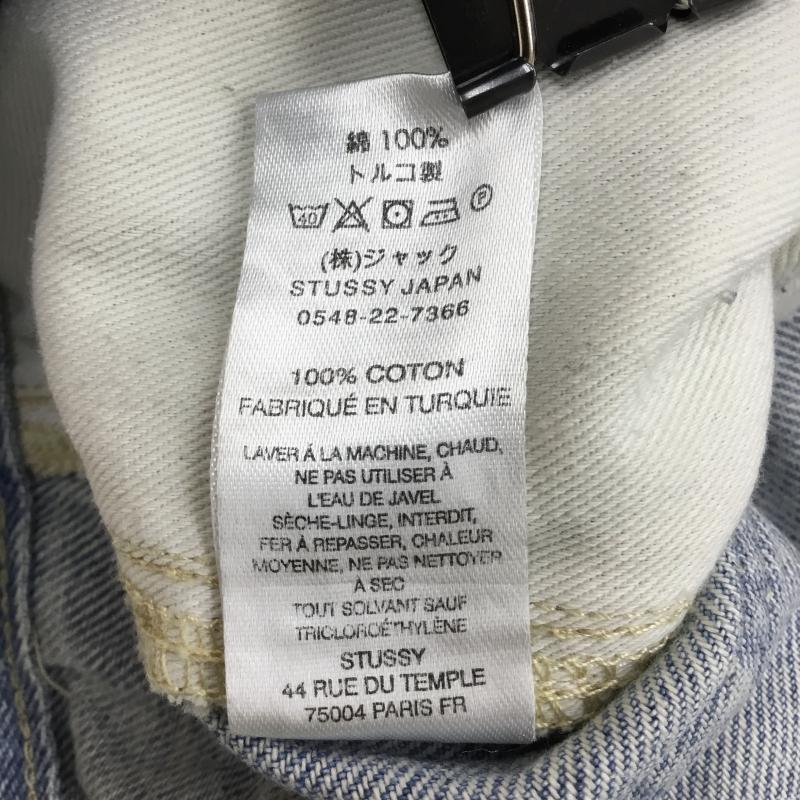 綿 100%
トルコ製
40 P
(株)ジャック
STUSSY JAPAN
0548-22-7366
100% COTON
FABRIQUÉ EN TURQUIE
LAVER Á LA MACHINE, CHAUD,
NE PAS UTILISER À
L'EAU DE JAVEL
SÈCHE-LINGE, INTERDIT,
FER À REPASSER, CHALEUR
MOYENNE, NE PAS NETTOYER
À SEC
TOUT SOLVANT SAUF
TRICLOROÉTHYLÈNE
STUSSY
44 RUE DU TEMPLE
75004 PARIS FR